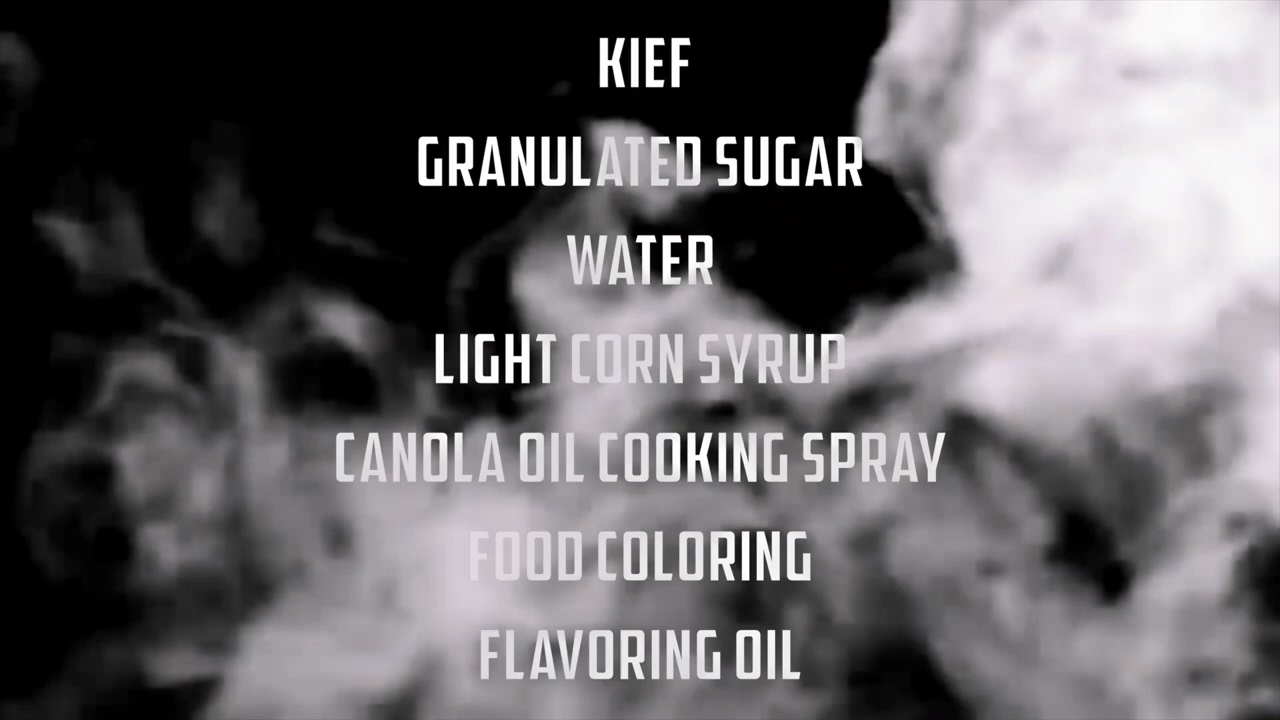 KIEF
GRANULATED SUGAR
WATER
LIGHT CORN SYRUP
CANOLA OIL COOKING SPRAY
FOOD COLORING
FLAVORING OIL